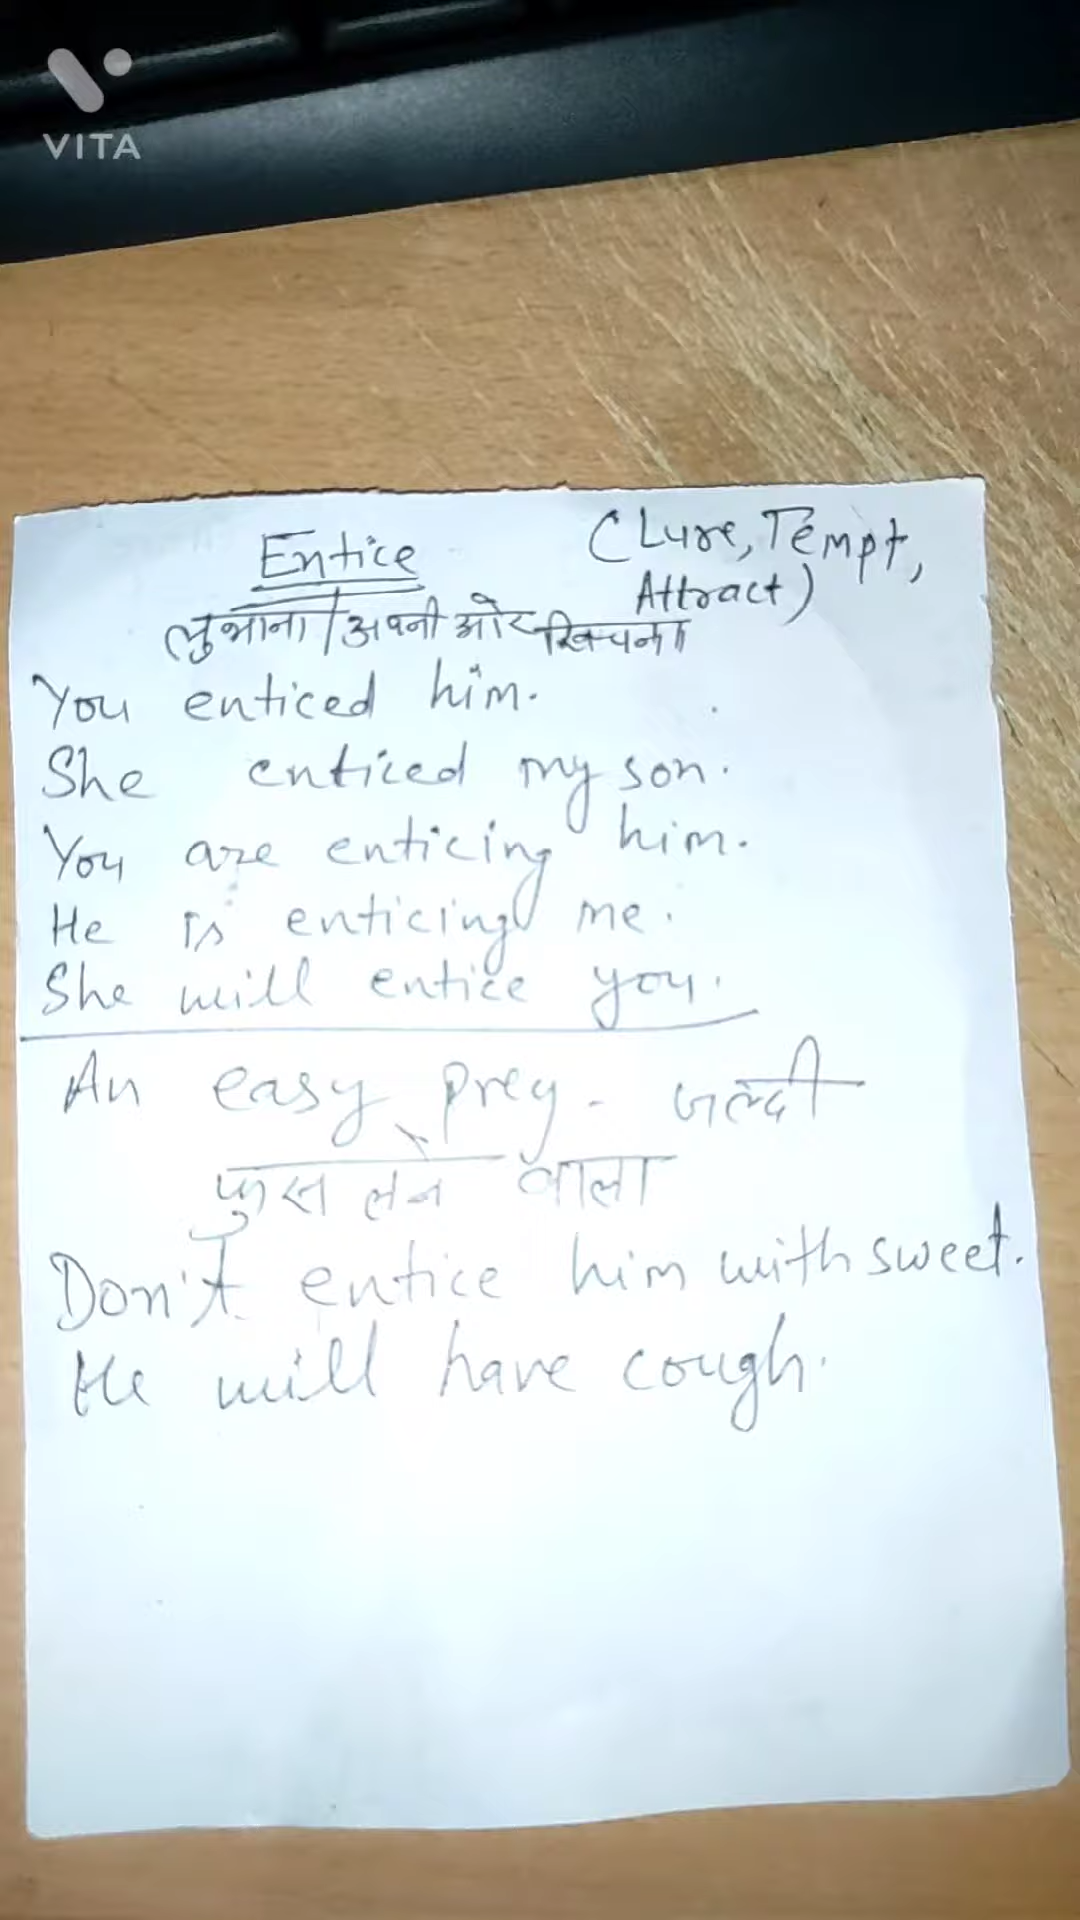 VITA
Entice (Lure, Tempt,
Attract)
लुभाना / अपनी ओर खिचना
You enticed him.
She enticed my son.
You are enticing him.
He is enticing me.
She will entice you.
An easy prey - जल्दी
वाला
Don't entice him with sweet.
He will have cough.